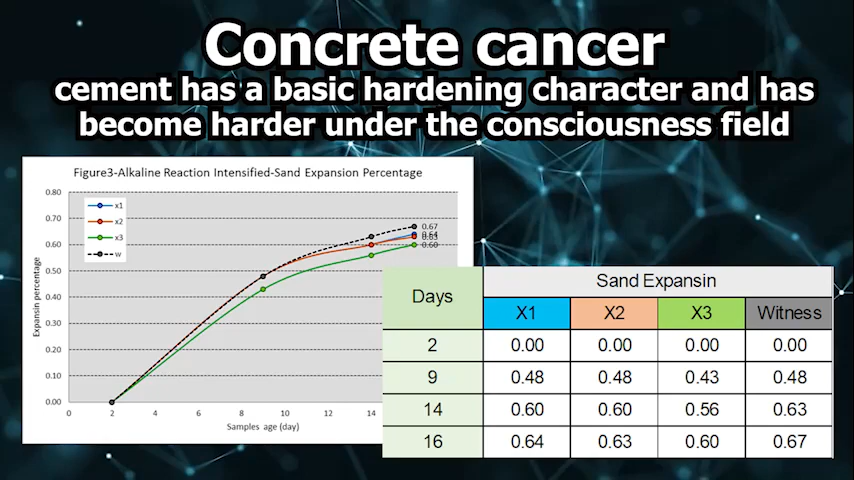 Concrete cancer
cement has a basic hardening character and has
become harder under the consciousness field
Figure3-Alkaline Reaction Intensified-Sand Expansion Percentage
0.80
0.70
0.60
0.50
0.40
0.30
0.20
0.10
0.00
Expansin percentage
x1
x2
x3
w
0.67
0.64
0.63
0.60
0 2 4 6 8 10 12 14
Samples age (day)
Days Sand Expansin
X1 X2 X3 Witness
2 0.00 0.00 0.00 0.00
9 0.48 0.48 0.43 0.48
14 0.60 0.60 0.56 0.63
16 0.64 0.63 0.60 0.67